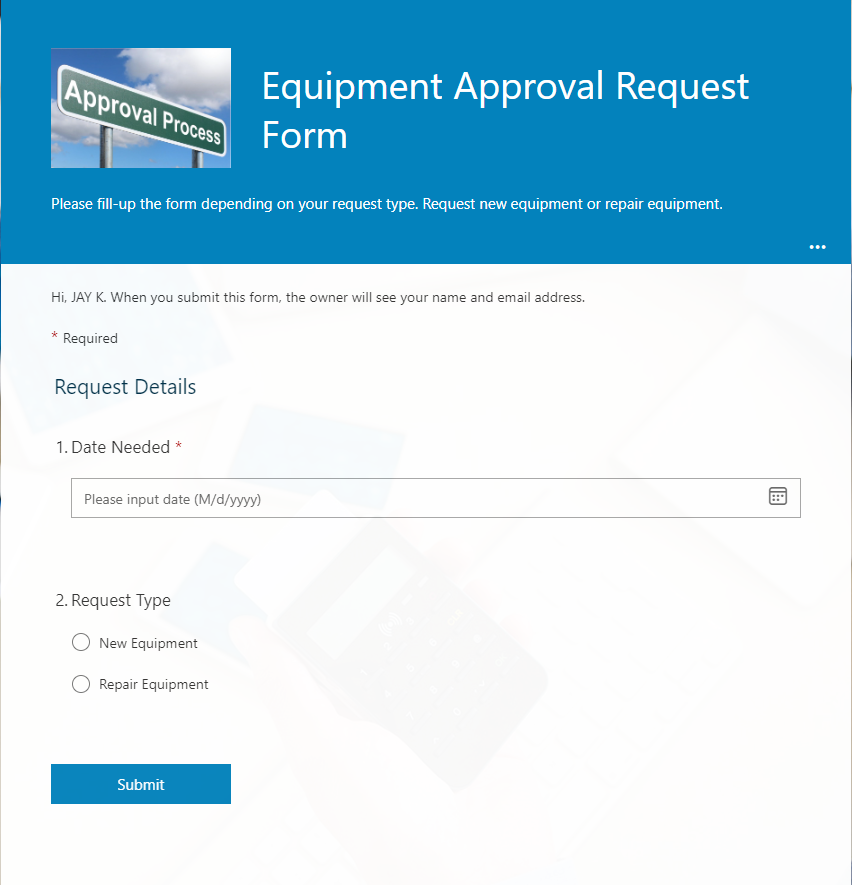 Approval Process
Equipment Approval Request
Form
Please fill-up the form depending on your request type. Request new equipment or repair equipment.
Hi, JAY K. When you submit this form, the owner will see your name and email address.
* Required
Request Details
1. Date Needed *
Please input date (M/d/yyyy)
2. Request Type
New Equipment
Repair Equipment
Submit